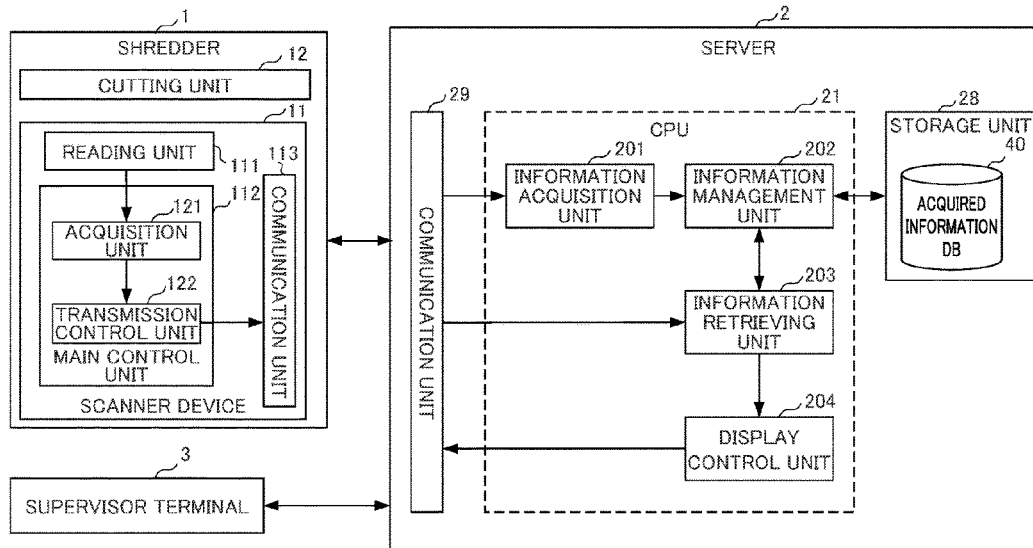 1
SHREDDER
12
CUTTING UNIT
11
READING UNIT
111
113
112
121
ACQUISITION
UNIT
122
TRANSMISSION
CONTROL UNIT
MAIN CONTROL
UNIT
COMMUNICATION UNIT
SCANNER DEVICE
3
SUPERVISOR TERMINAL
2
SERVER
29
COMMUNICATION UNIT
21
CPU
201
INFORMATION
ACQUISITION
UNIT
202
INFORMATION
MANAGEMENT
UNIT
203
INFORMATION
RETRIEVING
UNIT
204
DISPLAY
CONTROL UNIT
28
STORAGE UNIT
40
ACQUIRED
INFORMATION
DB